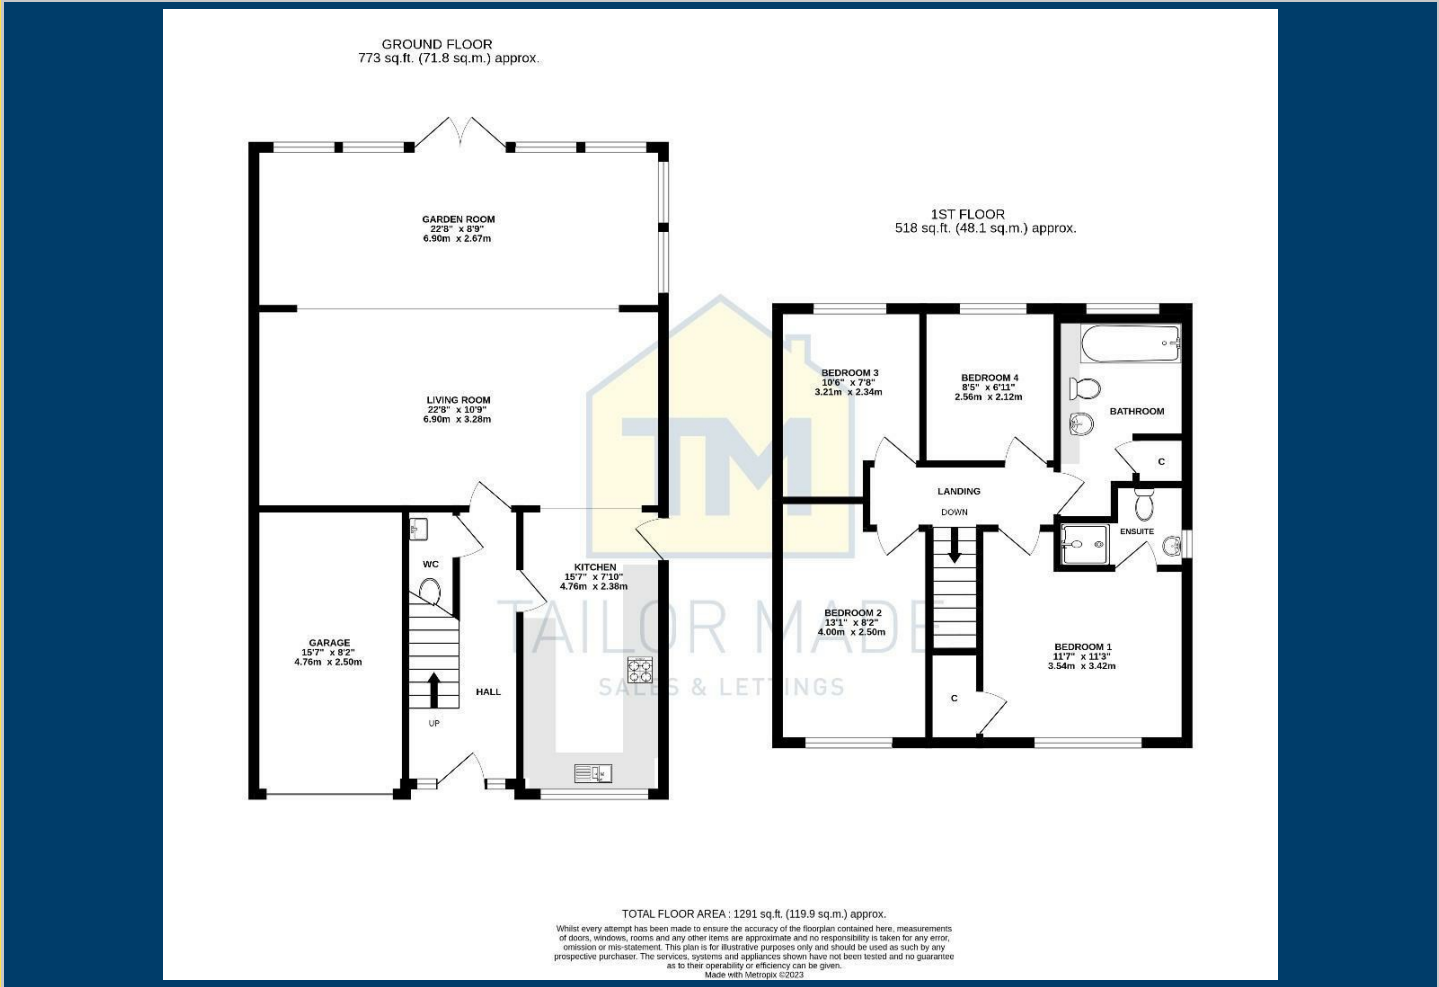 GROUND FLOOR
773 sq.ft. (71.8 sq.m.) approx.
1ST FLOOR
518 sq.ft. (48.1 sq.m.) approx.
GARDEN ROOM
22'8" x 8'9"
6.90m x 2.67m
LIVING ROOM
22'8" x 10'9"
6.90m x 3.28m
WC
KITCHEN
15'7" x 7'10"
4.76m x 2.38m
GARAGE
15'7" x 8'2"
4.76m x 2.50m
HALL
UP
BEDROOM 3
10'6" x 7'8"
3.21m x 2.34m
BEDROOM 4
8'5" x 6'11"
2.56m x 2.12m
BATHROOM
C
LANDING
DOWN
ENSUITE
BEDROOM 2
13'1" x 8'2"
4.00m x 2.50m
BEDROOM 1
11'7" x 11'3"
3.54m x 3.42m
C
TM
TAILOR MADE
SALES & LETTINGS
TOTAL FLOOR AREA : 1291 sq.ft. (119.9 sq.m.) approx.
Whilst every attempt has been made to ensure the accuracy of the floorplan contained here, measurements
of doors, windows, rooms and any other items are approximate and no responsibility is taken for any error,
omission or mis-statement. This plan is for illustrative purposes only and should be used as such by any
prospective purchaser. The services, systems and appliances shown have not been tested and no guarantee
as to their operability or efficiency can be given.
Made with Metropix ©2023